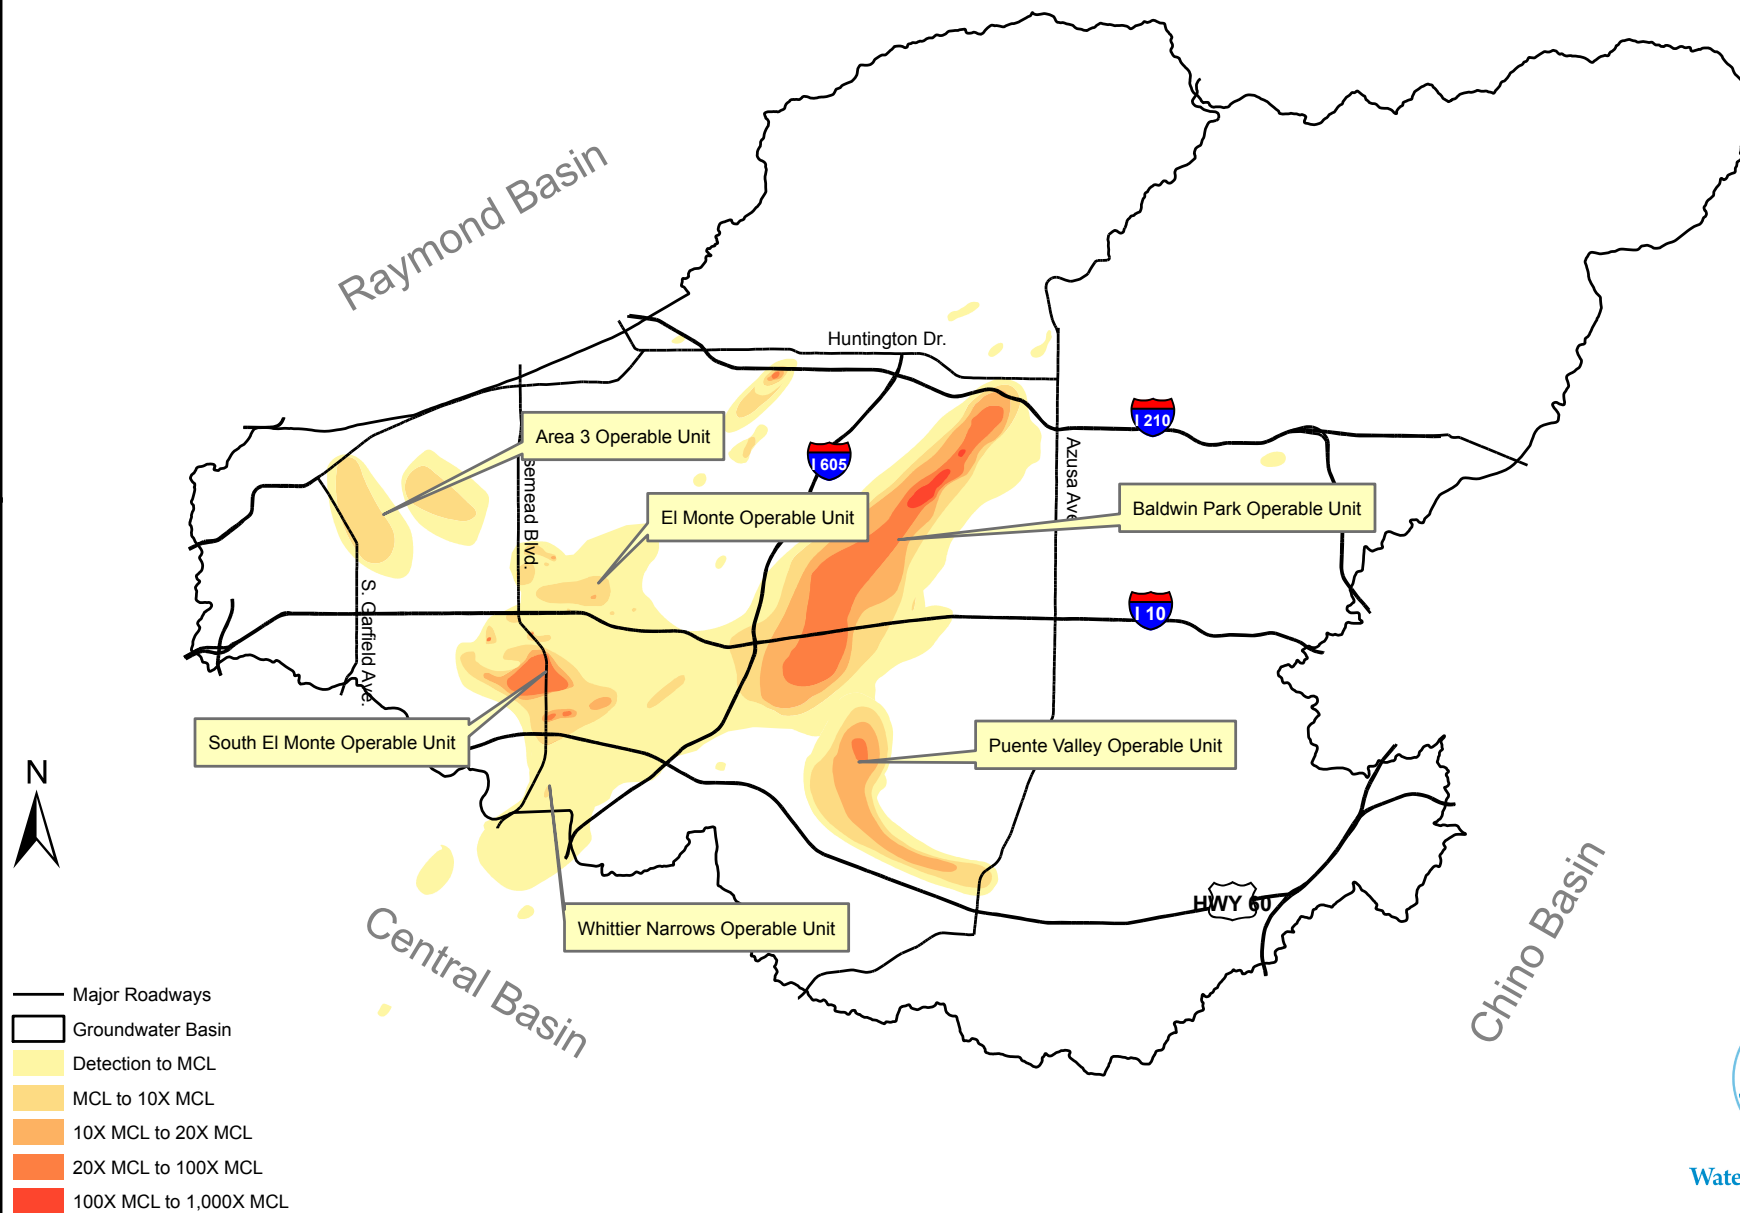 Raymond Basin
Huntington Dr.
I 210
Area 3 Operable Unit
I 605
semead Blvd.
Azusa Ave
El Monte Operable Unit
Baldwin Park Operable Unit
S. Garfield Ave.
I 10
South El Monte Operable Unit
Puente Valley Operable Unit
N
HWY 60
Whittier Narrows Operable Unit
Central Basin
Chino Basin
Major Roadways
Groundwater Basin
Detection to MCL
MCL to 10X MCL
10X MCL to 20X MCL
20X MCL to 100X MCL
100X MCL to 1,000X MCL
Wate